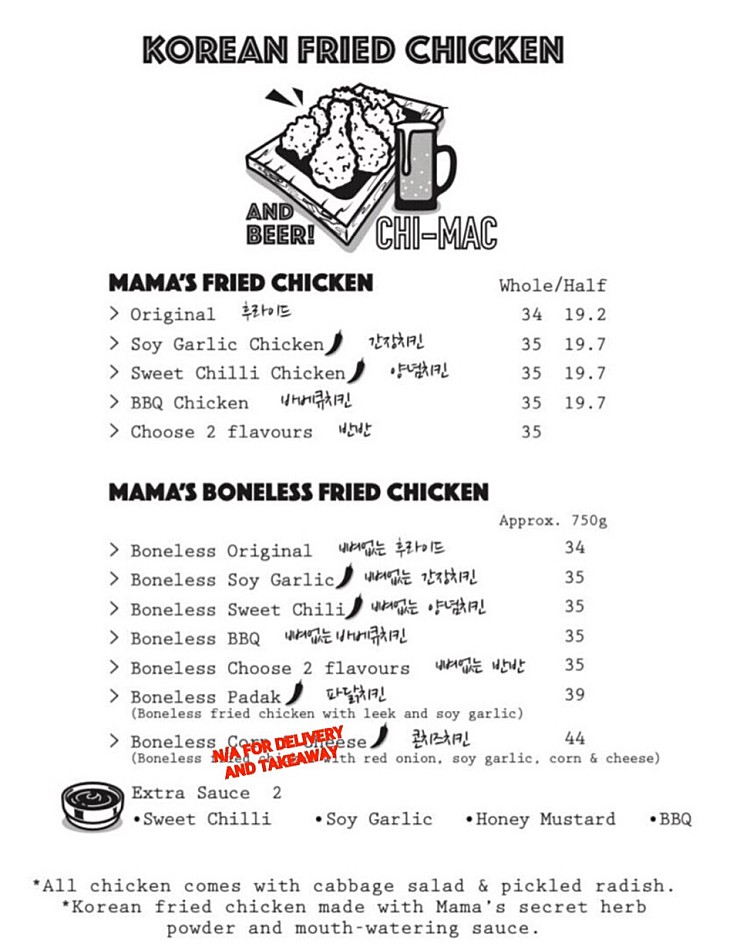 KOREAN FRIED CHICKEN
AND
BEER!
CHI-MAC
MAMA'S FRIED CHICKEN Whole/Half
> Original 후라이드 34 19.2
> Soy Garlic Chicken 간장치킨 35 19.7
> Sweet Chilli Chicken 양념치킨 35 19.7
> BBQ Chicken 바베큐치킨 35 19.7
> Choose 2 flavours 반반 35
MAMA'S BONELESS FRIED CHICKEN
Approx. 750g
> Boneless Original 뼈없는 후라이드 34
> Boneless Soy Garlic 뼈없는 간장치킨 35
> Boneless Sweet Chili 뼈없는 양념치킨 35
> Boneless BBQ 뼈없는 바베큐치킨 35
> Boneless Choose 2 flavours 뼈없는 반반 35
> Boneless Padak 파닭치킨 39
(Boneless fried chicken with leek and soy garlic)
> Boneless Corn Cheese 콘치즈치킨 44
(Boneless fried chicken with red onion, soy garlic, corn & cheese)
N/A FOR DELIVERY
AND TAKEAWAY
Extra Sauce 2
•Sweet Chilli •Soy Garlic •Honey Mustard •BBQ
*All chicken comes with cabbage salad & pickled radish.
*Korean fried chicken made with Mama's secret herb
powder and mouth-watering sauce.